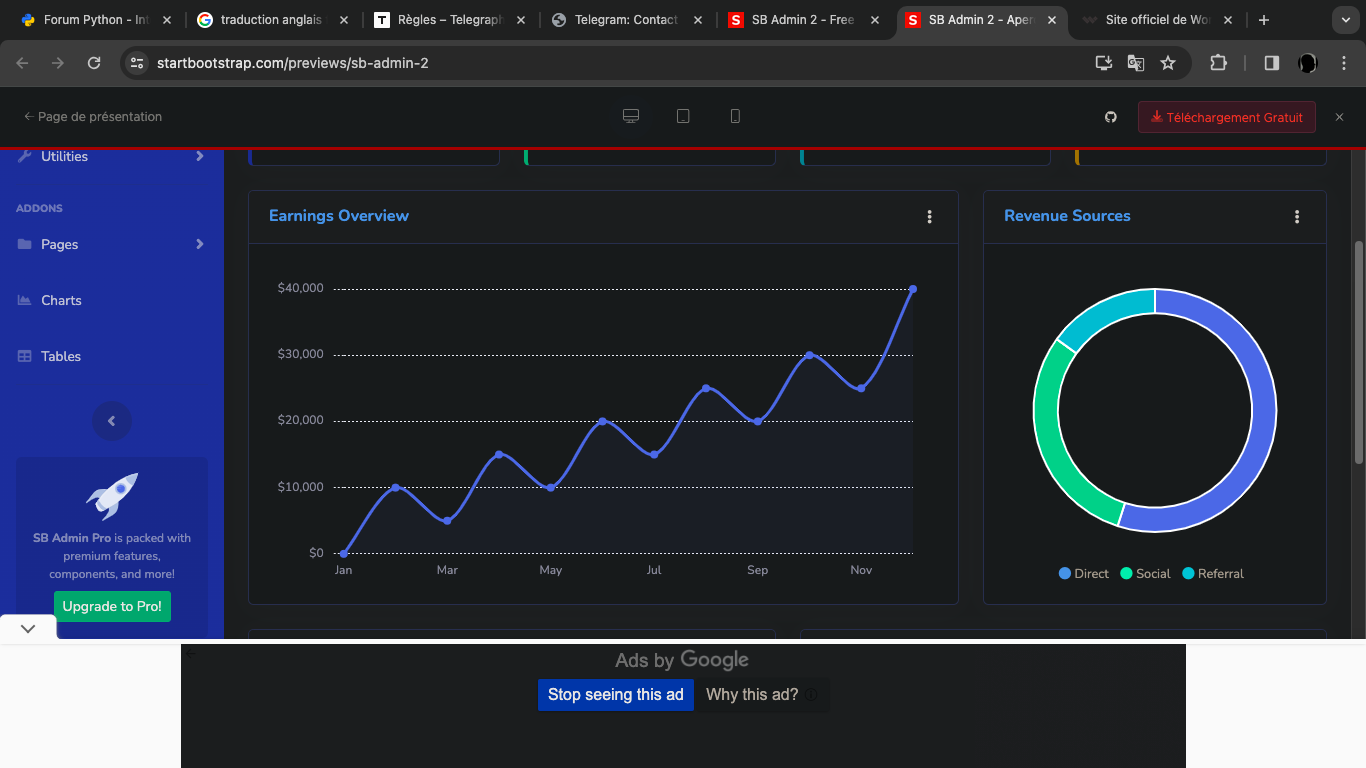 Forum Python - Int
traduction anglais
Règles – Telegraph
Telegram: Contact
SB Admin 2 - Free
SB Admin 2 - Aper
Site officiel de Wo
startbootstrap.com/previews/sb-admin-2
Page de présentation
Téléchargement Gratuit
Utilities
ADDONS
Pages
Charts
Tables
SB Admin Pro is packed with
premium features,
components, and more!
Upgrade to Pro!
Earnings Overview
$40,000
$30,000
$20,000
$10,000
$0
Jan Mar May Jul Sep Nov
Revenue Sources
Direct Social Referral
Ads by Google
Stop seeing this ad Why this ad?